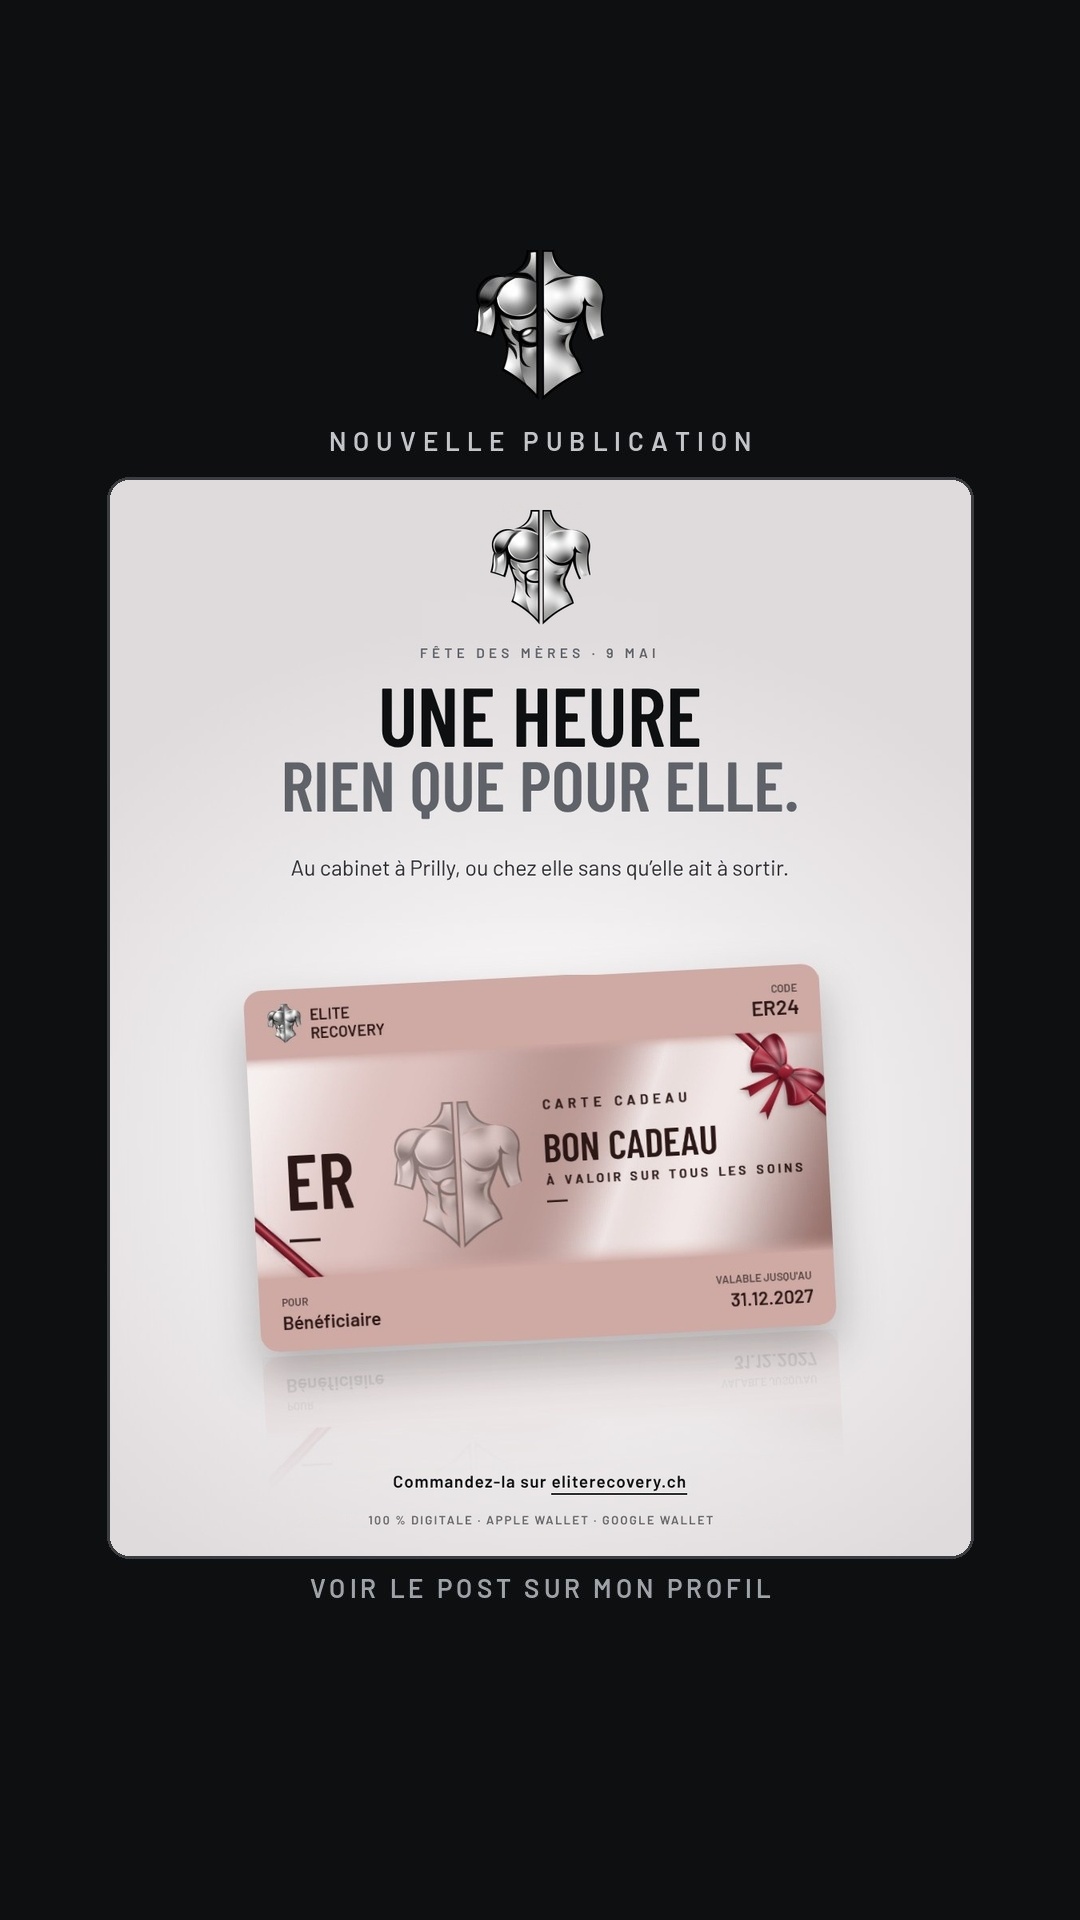 NOUVELLE PUBLICATION
FÊTE DES MÈRES · 9 MAI
UNE HEURE
RIEN QUE POUR ELLE.
Au cabinet à Prilly, ou chez elle sans qu’elle ait à sortir.
ELITE
RECOVERY
CODE
ER24
CARTE CADEAU
BON CADEAU
À VALOIR SUR TOUS LES SOINS
ER
POUR
Bénéficiaire
VALABLE JUSQU'AU
31.12.2027
Commandez-la sur eliterecovery.ch
100 % DIGITALE · APPLE WALLET · GOOGLE WALLET
VOIR LE POST SUR MON PROFIL